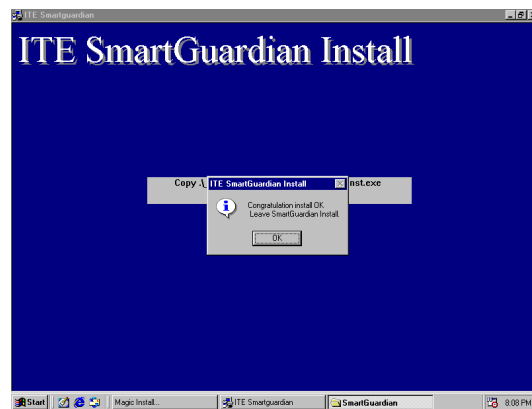 ITE Smartguardian
ITE SmartGuardian Install
Copy .\
nst.exe
ITE SmartGuardian Install
Congratulation install OK
Leave SmartGuardian Install.
OK
Start
Magic Install...
ITE Smartguardian
SmartGuardian
8:08 PM